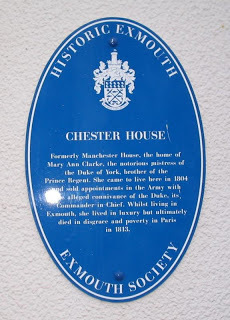 HISTORIC EXMOUTH
CHESTER HOUSE
Formerly Manchester House, the home of
Mary Ann Clarke, the notorious mistress of
the Duke of York, brother of the
Prince Regent. She came to live here in 1804
and sold appointments in the Army with
alleged connivance of the Duke, its
Commander in Chief. Whilst living in
Exmouth, she lived in luxury but ultimately
died in disgrace and poverty in Paris
in 1813.
EXMOUTH SOCIETY